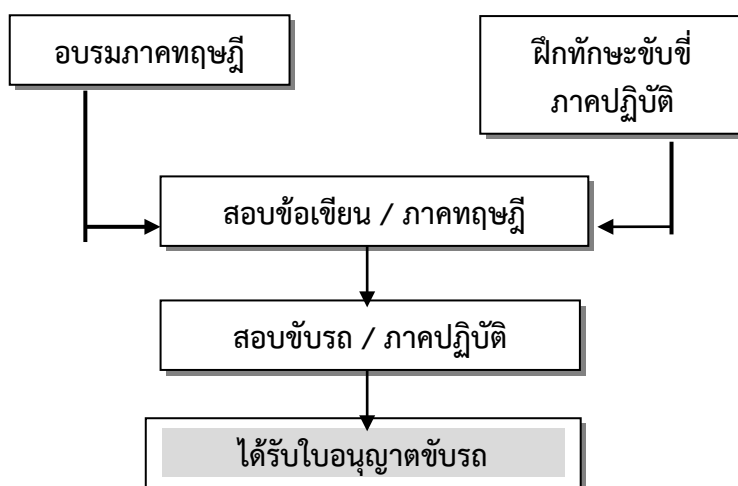 อบรมภาคทฤษฎี
ฝึกทักษะขับขี่
ภาคปฏิบัติ
สอบข้อเขียน / ภาคทฤษฎี
สอบขับรถ / ภาคปฏิบัติ
ได้รับใบอนุญาตขับรถ